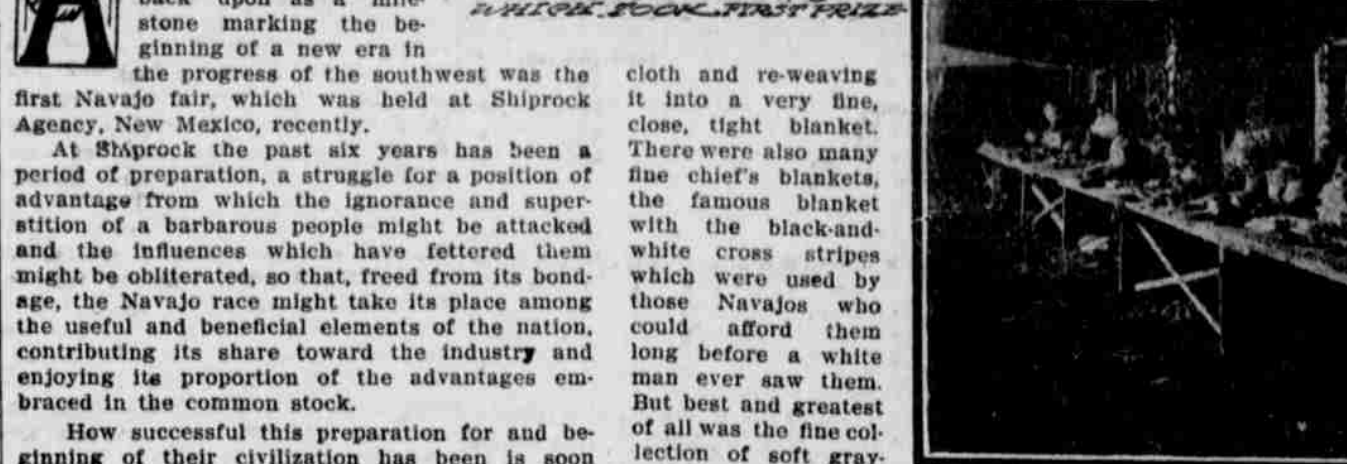 A
back upon as a mile-
stone marking the be-
ginning of a new era in
the progress of the southwest was the
first Navajo fair, which was held at Shiprock
Agency, New Mexico, recently.
At Shiprock the past six years has been a
period of preparation, a struggle for a position of
advantage from which the ignorance and super-
stition of a barbarous people might be attacked
and the influences which have fettered them
might be obliterated, so that, freed from its bond-
age, the Navajo race might take its place among
the useful and beneficial elements of the nation,
contributing its share toward the industry and
enjoying its proportion of the advantages em-
braced in the common stock.
How successful this preparation for and be-
ginning of their civilization has been is soon
WHICH TOOK FIRST PRIZE
cloth and re-weaving
it into a very fine,
close, tight blanket.
There were also many
fine chief's blankets,
the famous blanket
with the black-and-
white cross stripes
which were used by
those Navajos who
could afford them
long before a white
man ever saw them.
But best and greatest
of all was the fine col-
lection of soft gray-